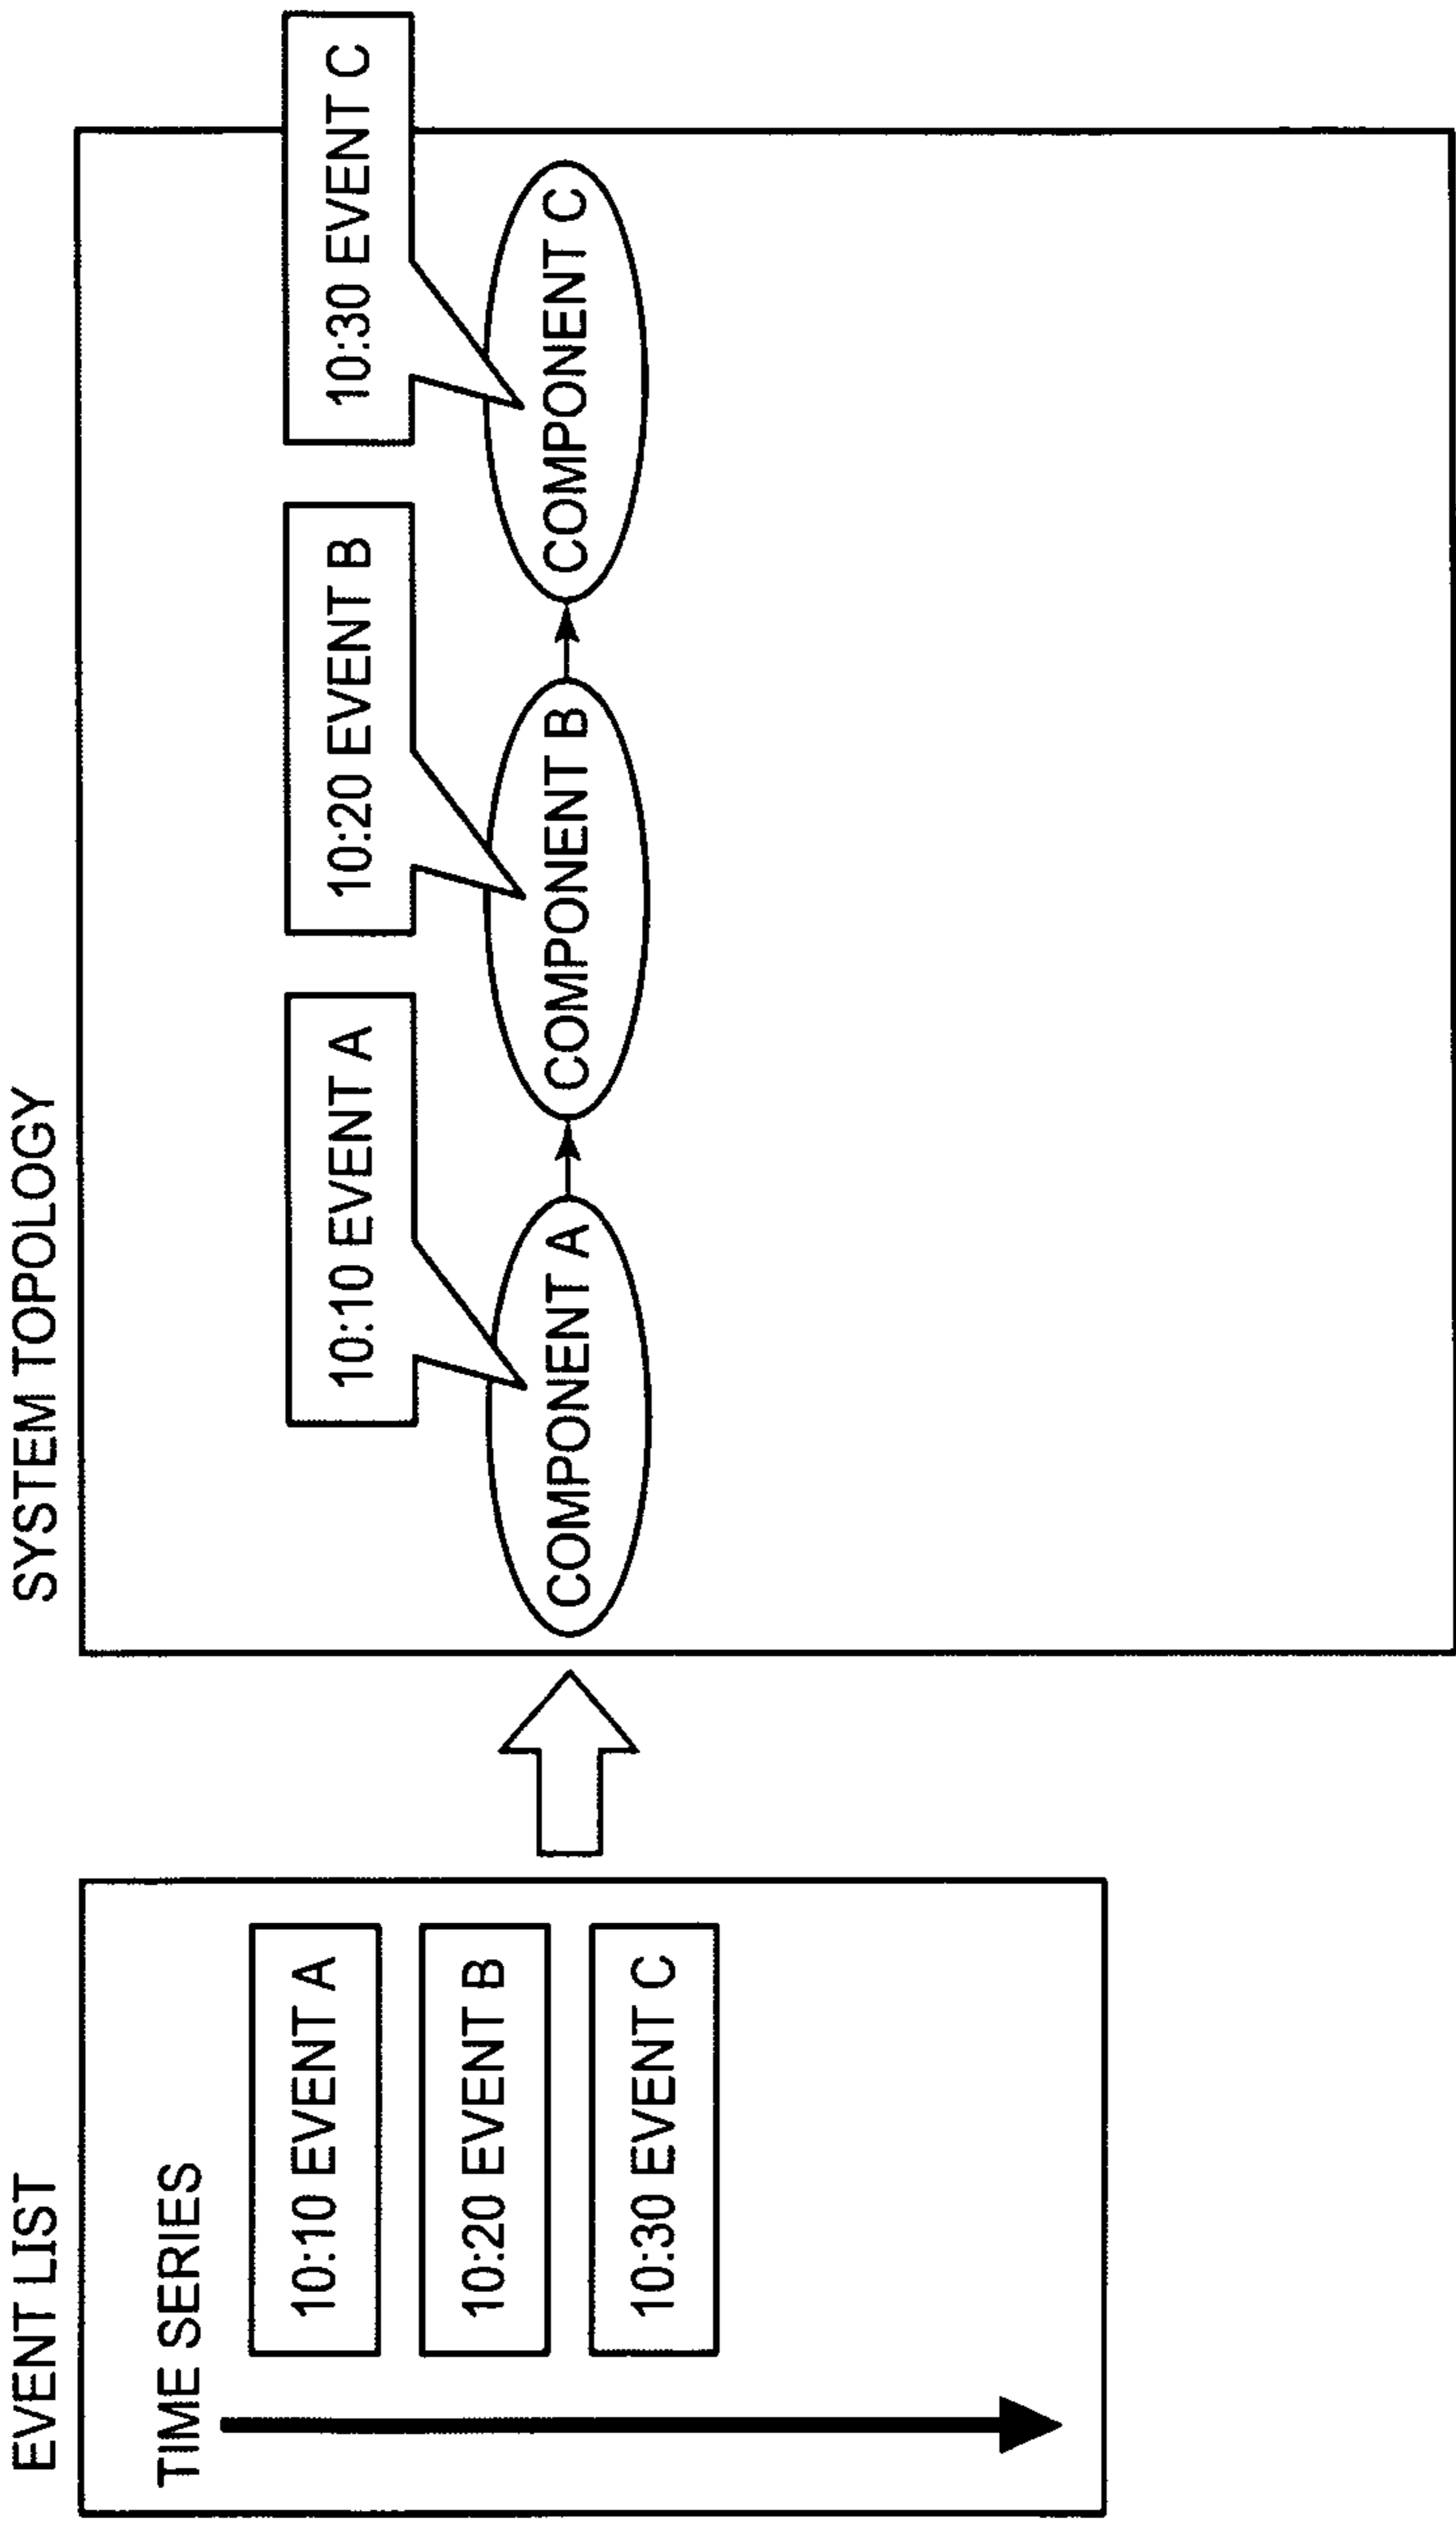 EVENT LIST
TIME SERIES
10:10 EVENT A
10:20 EVENT B
10:30 EVENT C
SYSTEM TOPOLOGY
10:10 EVENT A
10:20 EVENT B
10:30 EVENT C
COMPONENT A
COMPONENT B
COMPONENT C